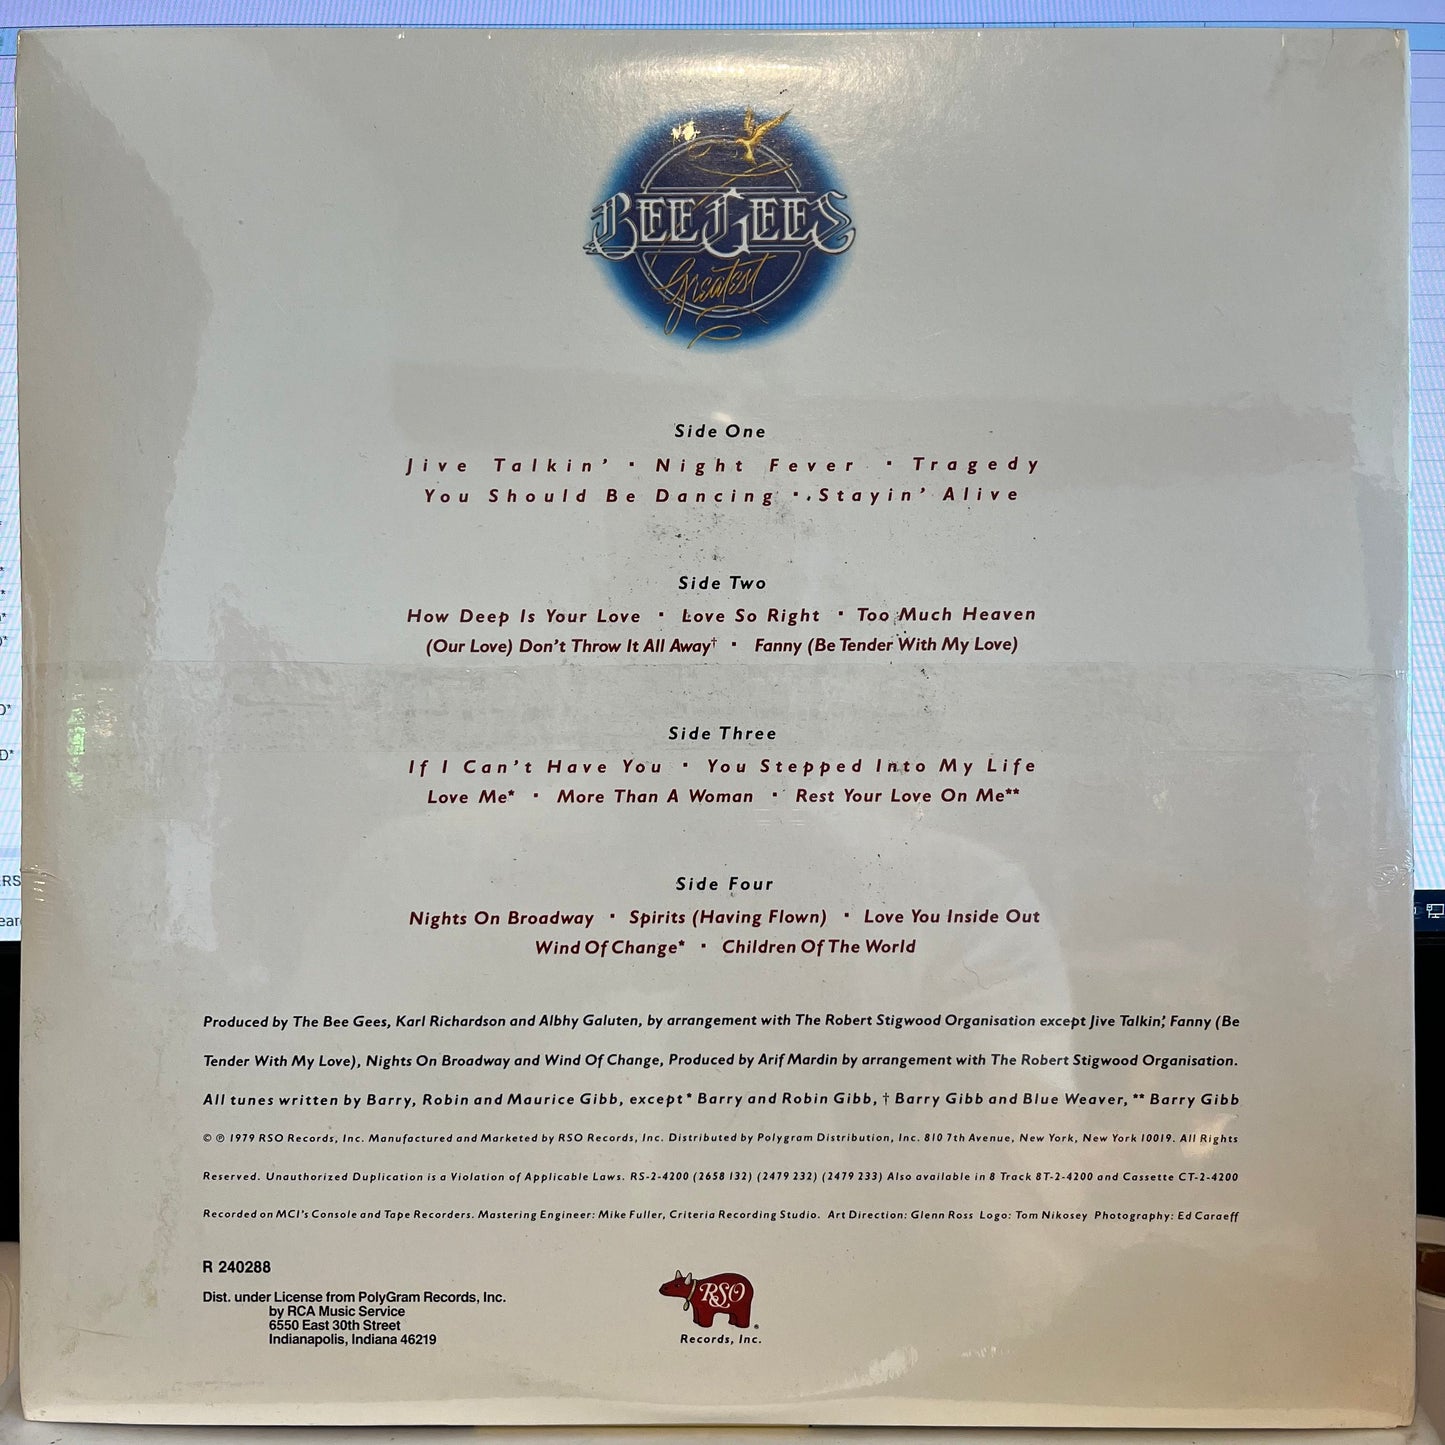 BEE GEES
Greatest
Side One
Jive Talkin' · Night Fever · Tragedy
You Should Be Dancing · Stayin' Alive
Side Two
How Deep Is Your Love · Love So Right · Too Much Heaven
(Our Love) Don't Throw It All Away† · Fanny (Be Tender With My Love)
Side Three
If I Can't Have You · You Stepped Into My Life
Love Me* · More Than A Woman · Rest Your Love On Me**
Side Four
Nights On Broadway · Spirits (Having Flown) · Love You Inside Out
Wind Of Change* · Children Of The World
Produced by The Bee Gees, Karl Richardson and Albhy Galuten, by arrangement with The Robert Stigwood Organisation except Jive Talkin', Fanny (Be
Tender With My Love), Nights On Broadway and Wind Of Change, Produced by Arif Mardin by arrangement with The Robert Stigwood Organisation.
All tunes written by Barry, Robin and Maurice Gibb, except * Barry and Robin Gibb, † Barry Gibb and Blue Weaver, ** Barry Gibb
© ℗ 1979 RSO Records, Inc. Manufactured and Marketed by RSO Records, Inc. Distributed by Polygram Distribution, Inc. 810 7th Avenue, New York, New York 10019. All Rights
Reserved. Unauthorized Duplication is a Violation of Applicable Laws. RS-2-4200 (2658 132) (2479 232) (2479 233) Also available in 8 Track 8T-2-4200 and Cassette CT-2-4200
Recorded on MCI's Console and Tape Recorders. Mastering Engineer: Mike Fuller, Criteria Recording Studio. Art Direction: Glenn Ross Logo: Tom Nikosey Photography: Ed Caraeff
R 240288
Dist. under License from PolyGram Records, Inc.
by RCA Music Service
6550 East 30th Street
Indianapolis, Indiana 46219
RSO
®
Records, Inc.